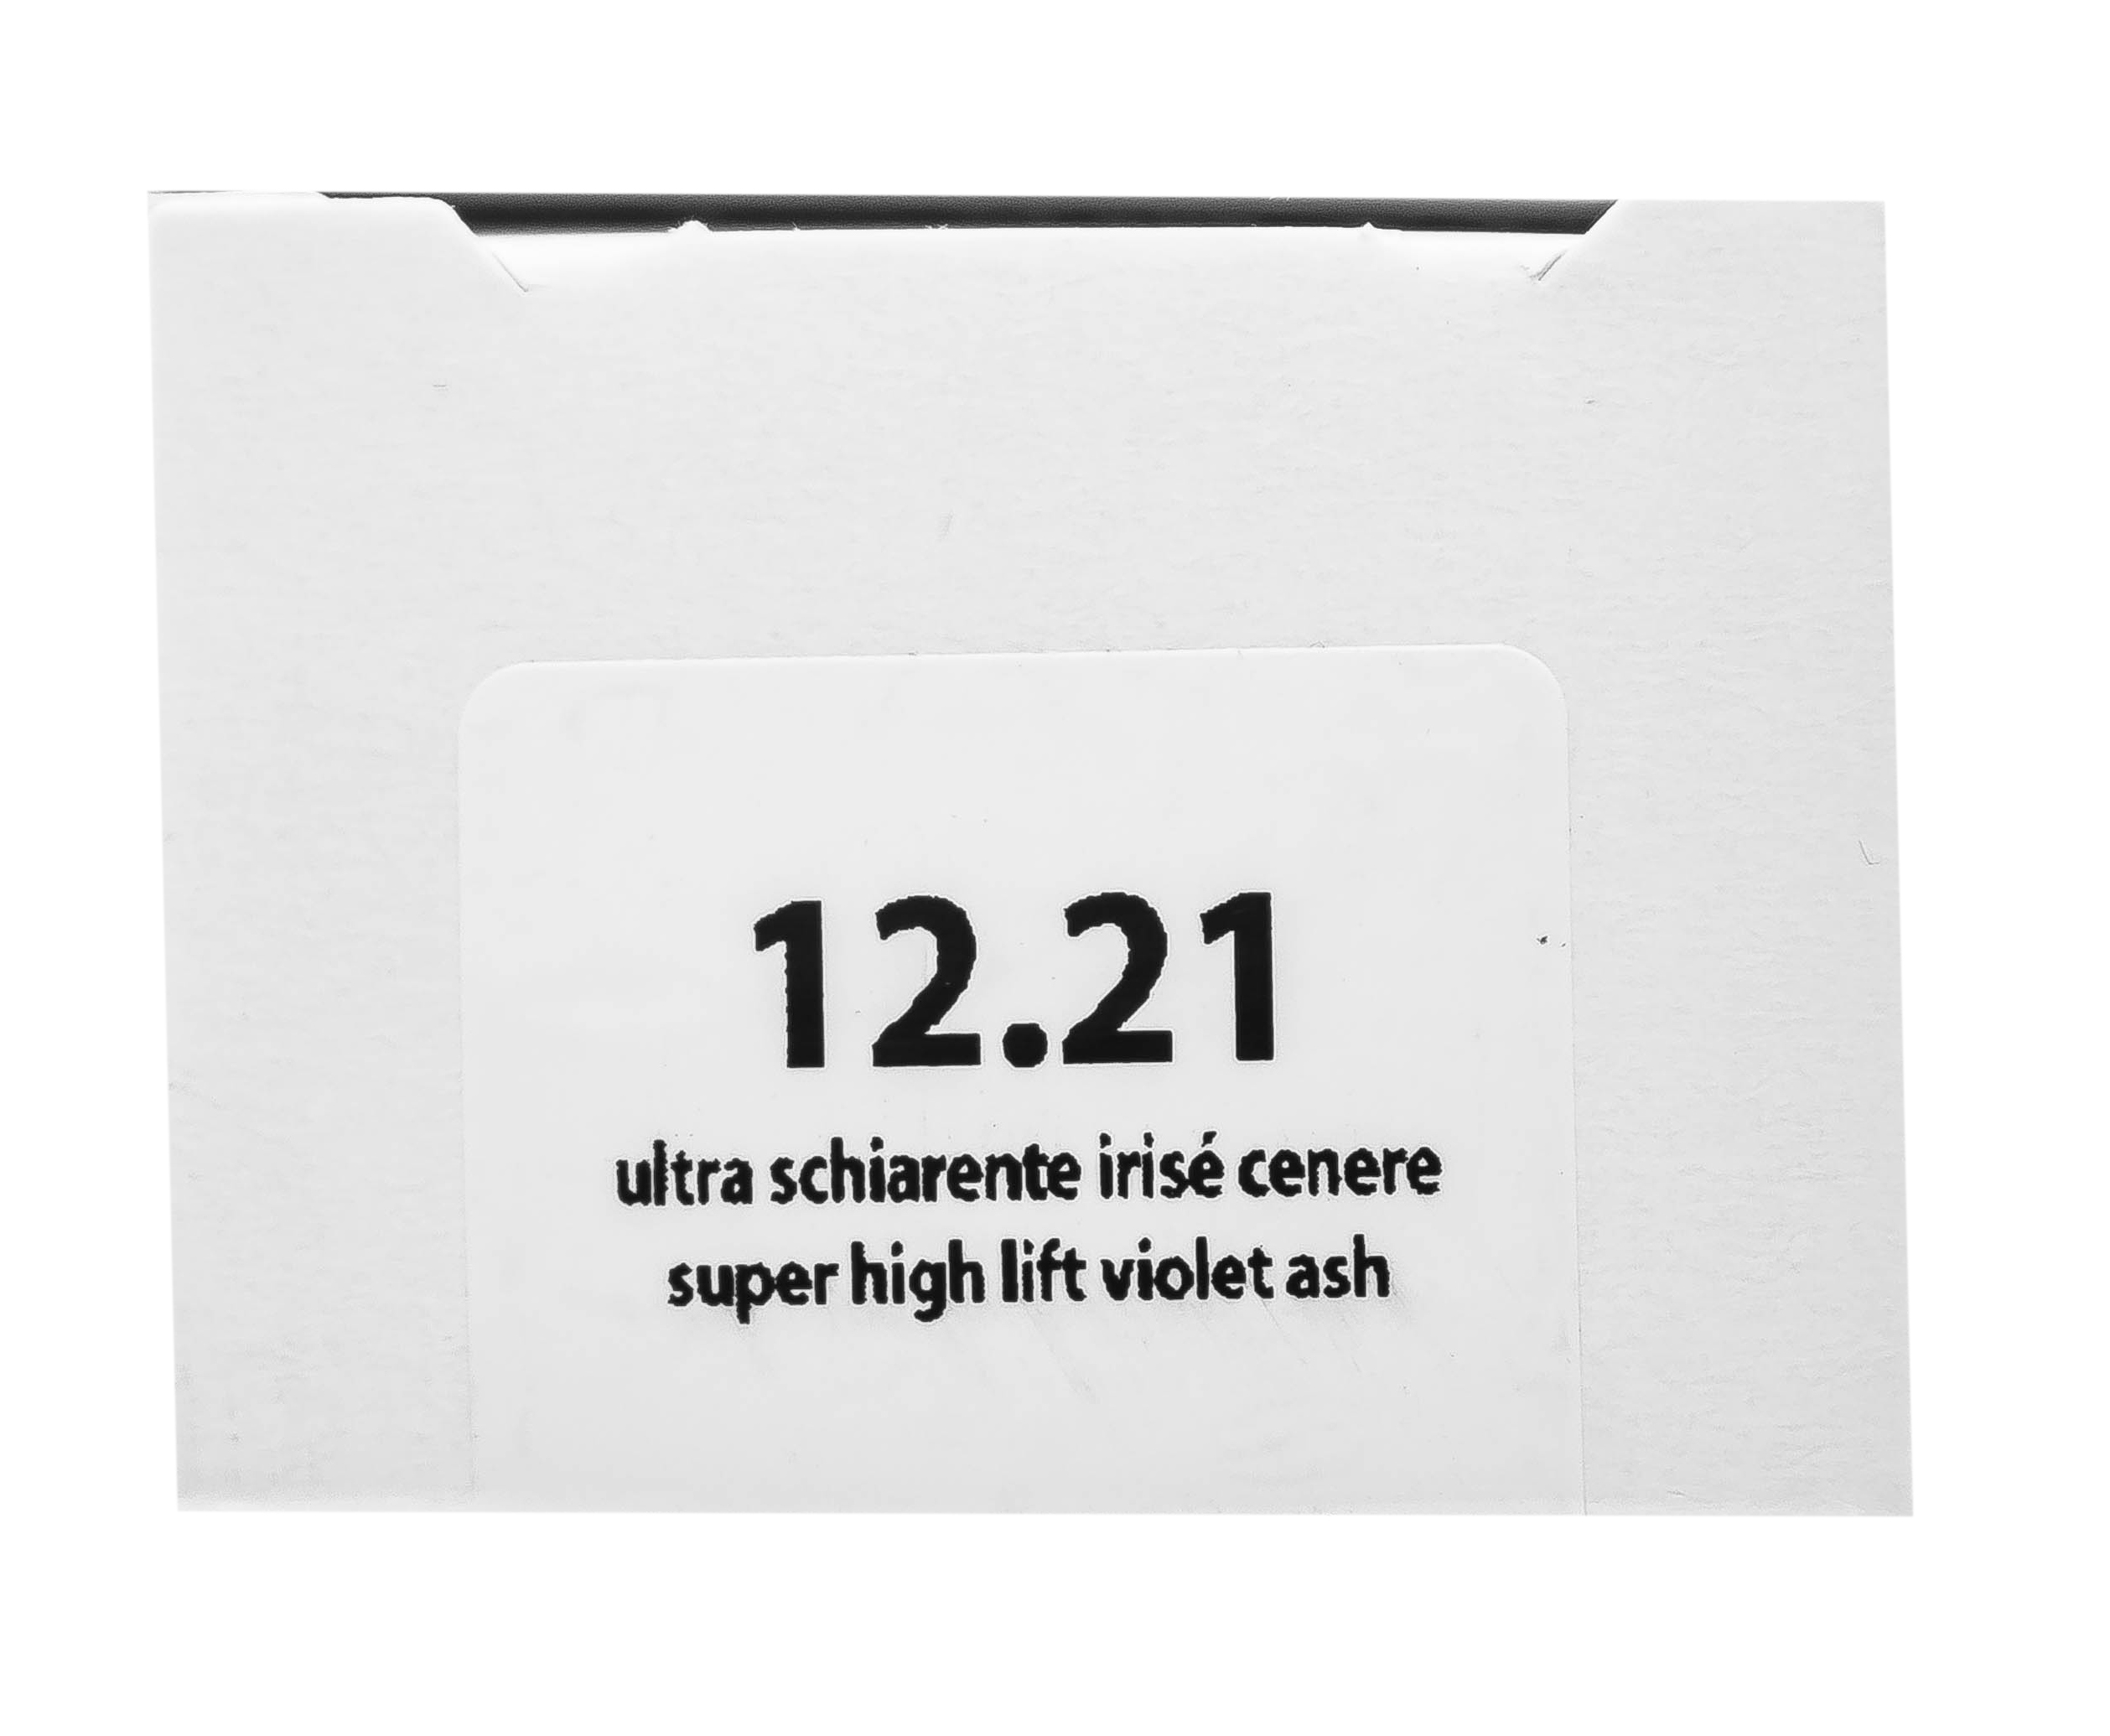 12.21
ultra schiarente irisé cenere
super high lift violet ash